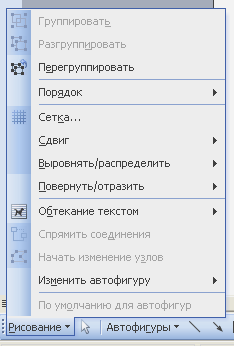 Группировать
Разгруппировать
Перегруппировать
Порядок
Сетка...
Сдвиг
Выровнять/распределить
Повернуть/отразить
Обтекание текстом
Спрямить соединения
Начать изменение узлов
Изменить автофигуру
По умолчанию для автофигур
Рисование Автофигуры